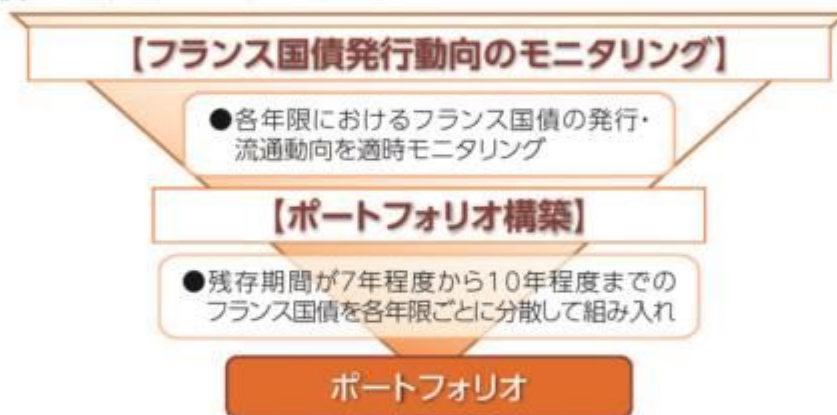 【フランス国債発行動向のモニタリング】
●各年限におけるフランス国債の発行・
流通動向を適時モニタリング
【ポートフォリオ構築】
●残存期間が7年程度から10年程度までの
フランス国債を各年限ごとに分散して組み入れ
ポートフォリオ